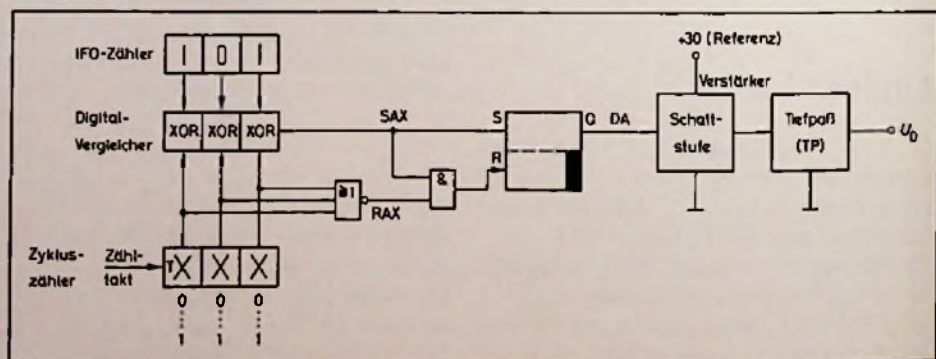 +30 (Referenz)
IFO-Zähler
1 0 1
Verstärker
Digital-
Vergleicher
XOR XOR XOR
SAX
S
Q
DA
Schalt-
stufe
Tiefpaß
(TP)
U_D
R
&
≥1
RAX
Zyklus-
zähler
Zähl-
takt
T X X X
0 0 0
1 1 1